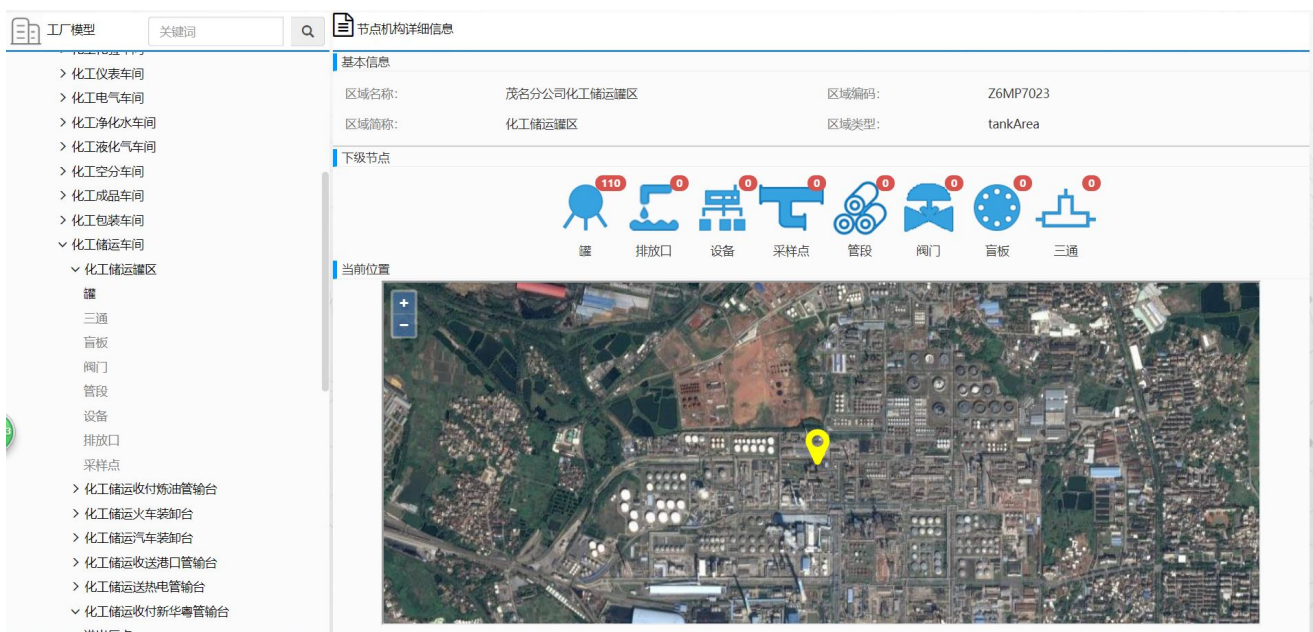 工厂模型
关键词
化工仪表车间
化工电气车间
化工净化水车间
化工液化气车间
化工空分车间
化工成品车间
化工包装车间
化工储运车间
化工储运罐区
罐
三通
盲板
阀门
管段
设备
排放口
采样点
化工储运收付炼油管输台
化工储运火车装卸台
化工储运汽车装卸台
化工储运收送港口管输台
化工储运送热电管输台
化工储运收付新华粤管输台
节点机构详细信息
基本信息
区域名称: 茂名分公司化工储运罐区 区域编码: Z6MP7023
区域简称: 化工储运罐区 区域类型: tankArea
下级节点
110 0 0 0 0 0 0 0
罐 排放口 设备 采样点 管段 阀门 盲板 三通
当前位置
+
-